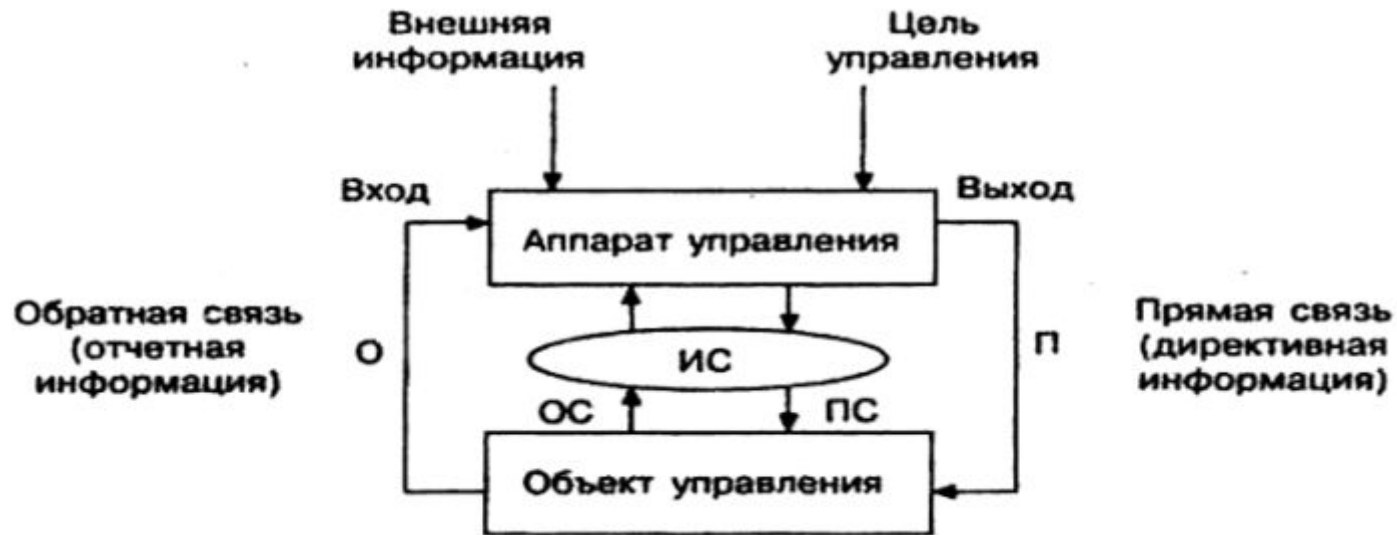 Внешняя
информация
Цель
управления
Вход
Выход
Аппарат управления
Обратная связь
(отчетная
информация)
О
ИС
П
Прямая связь
(директивная
информация)
ОС
ПС
Объект управления